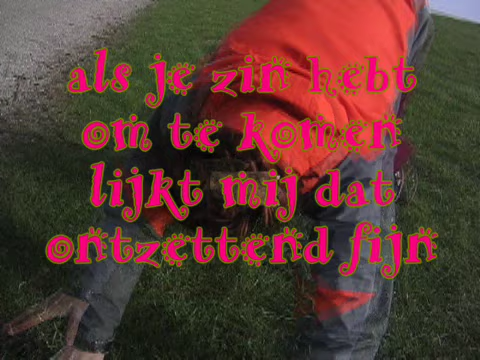 als je zin hebt
om te komen
lijkt mij dat
ontzettend fijn